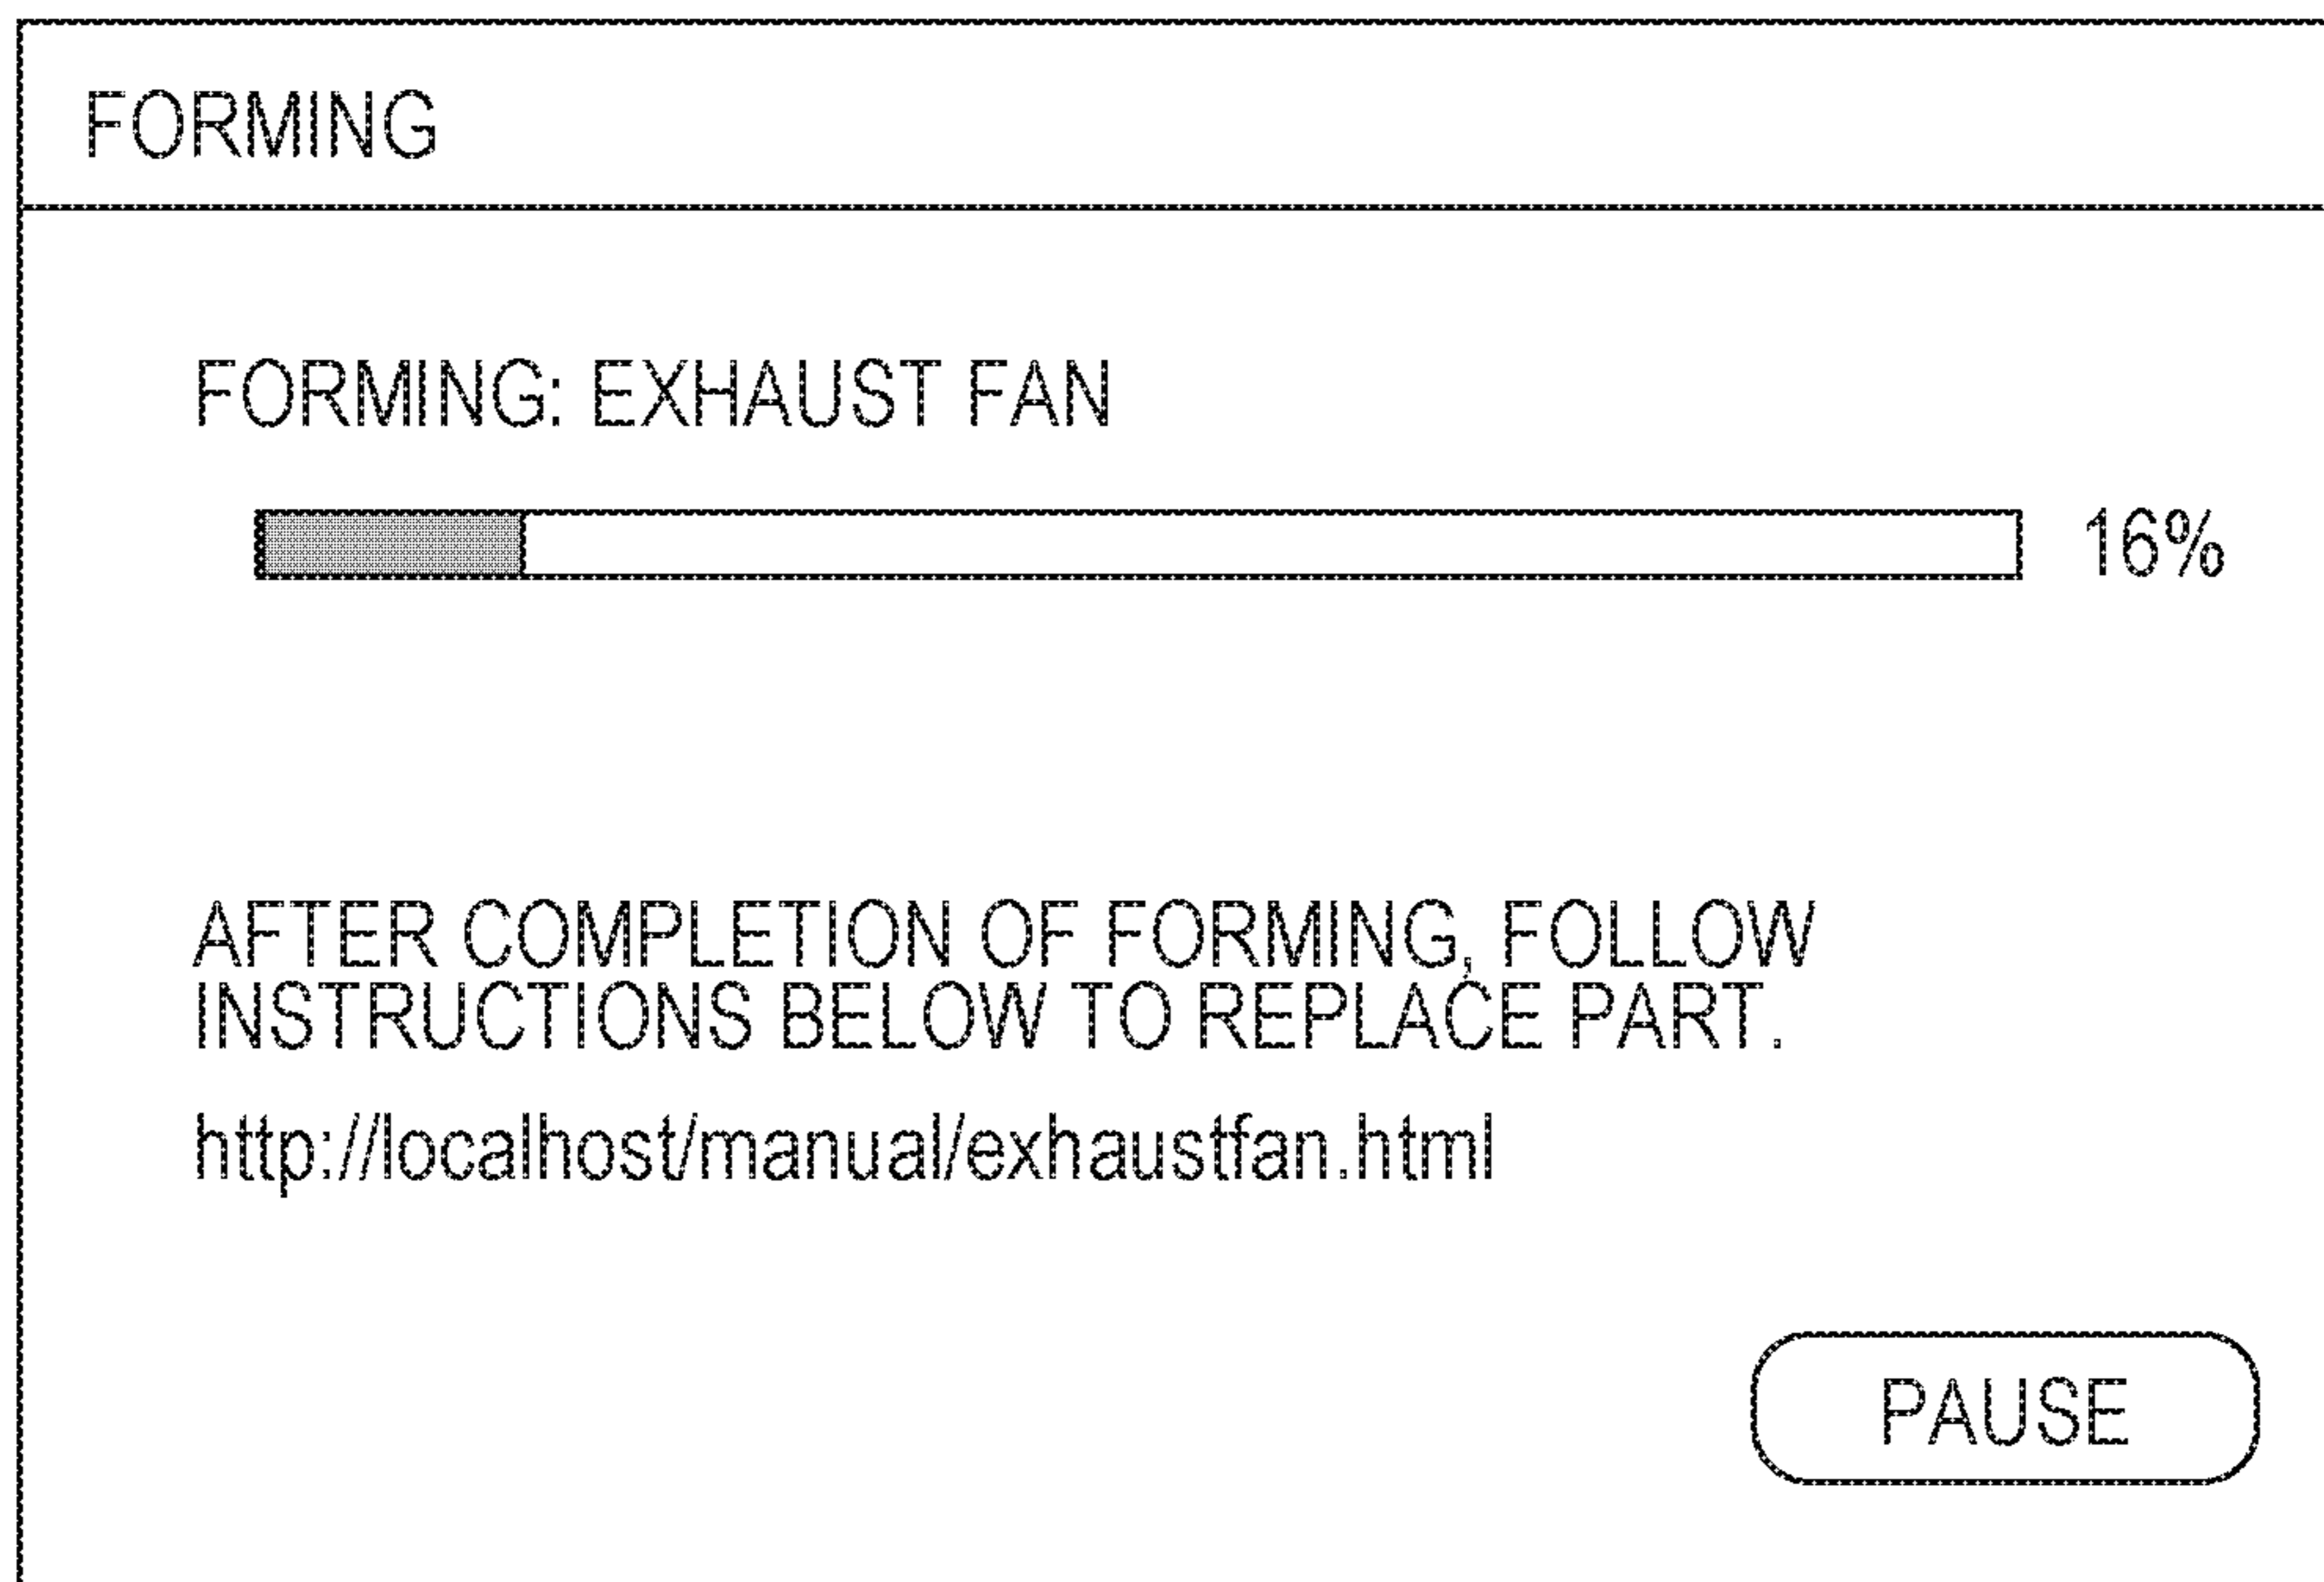 FORMING
FORMING: EXHAUST FAN
16%
AFTER COMPLETION OF FORMING, FOLLOW
INSTRUCTIONS BELOW TO REPLACE PART.
http://localhost/manual/exhaustfan.html
PAUSE